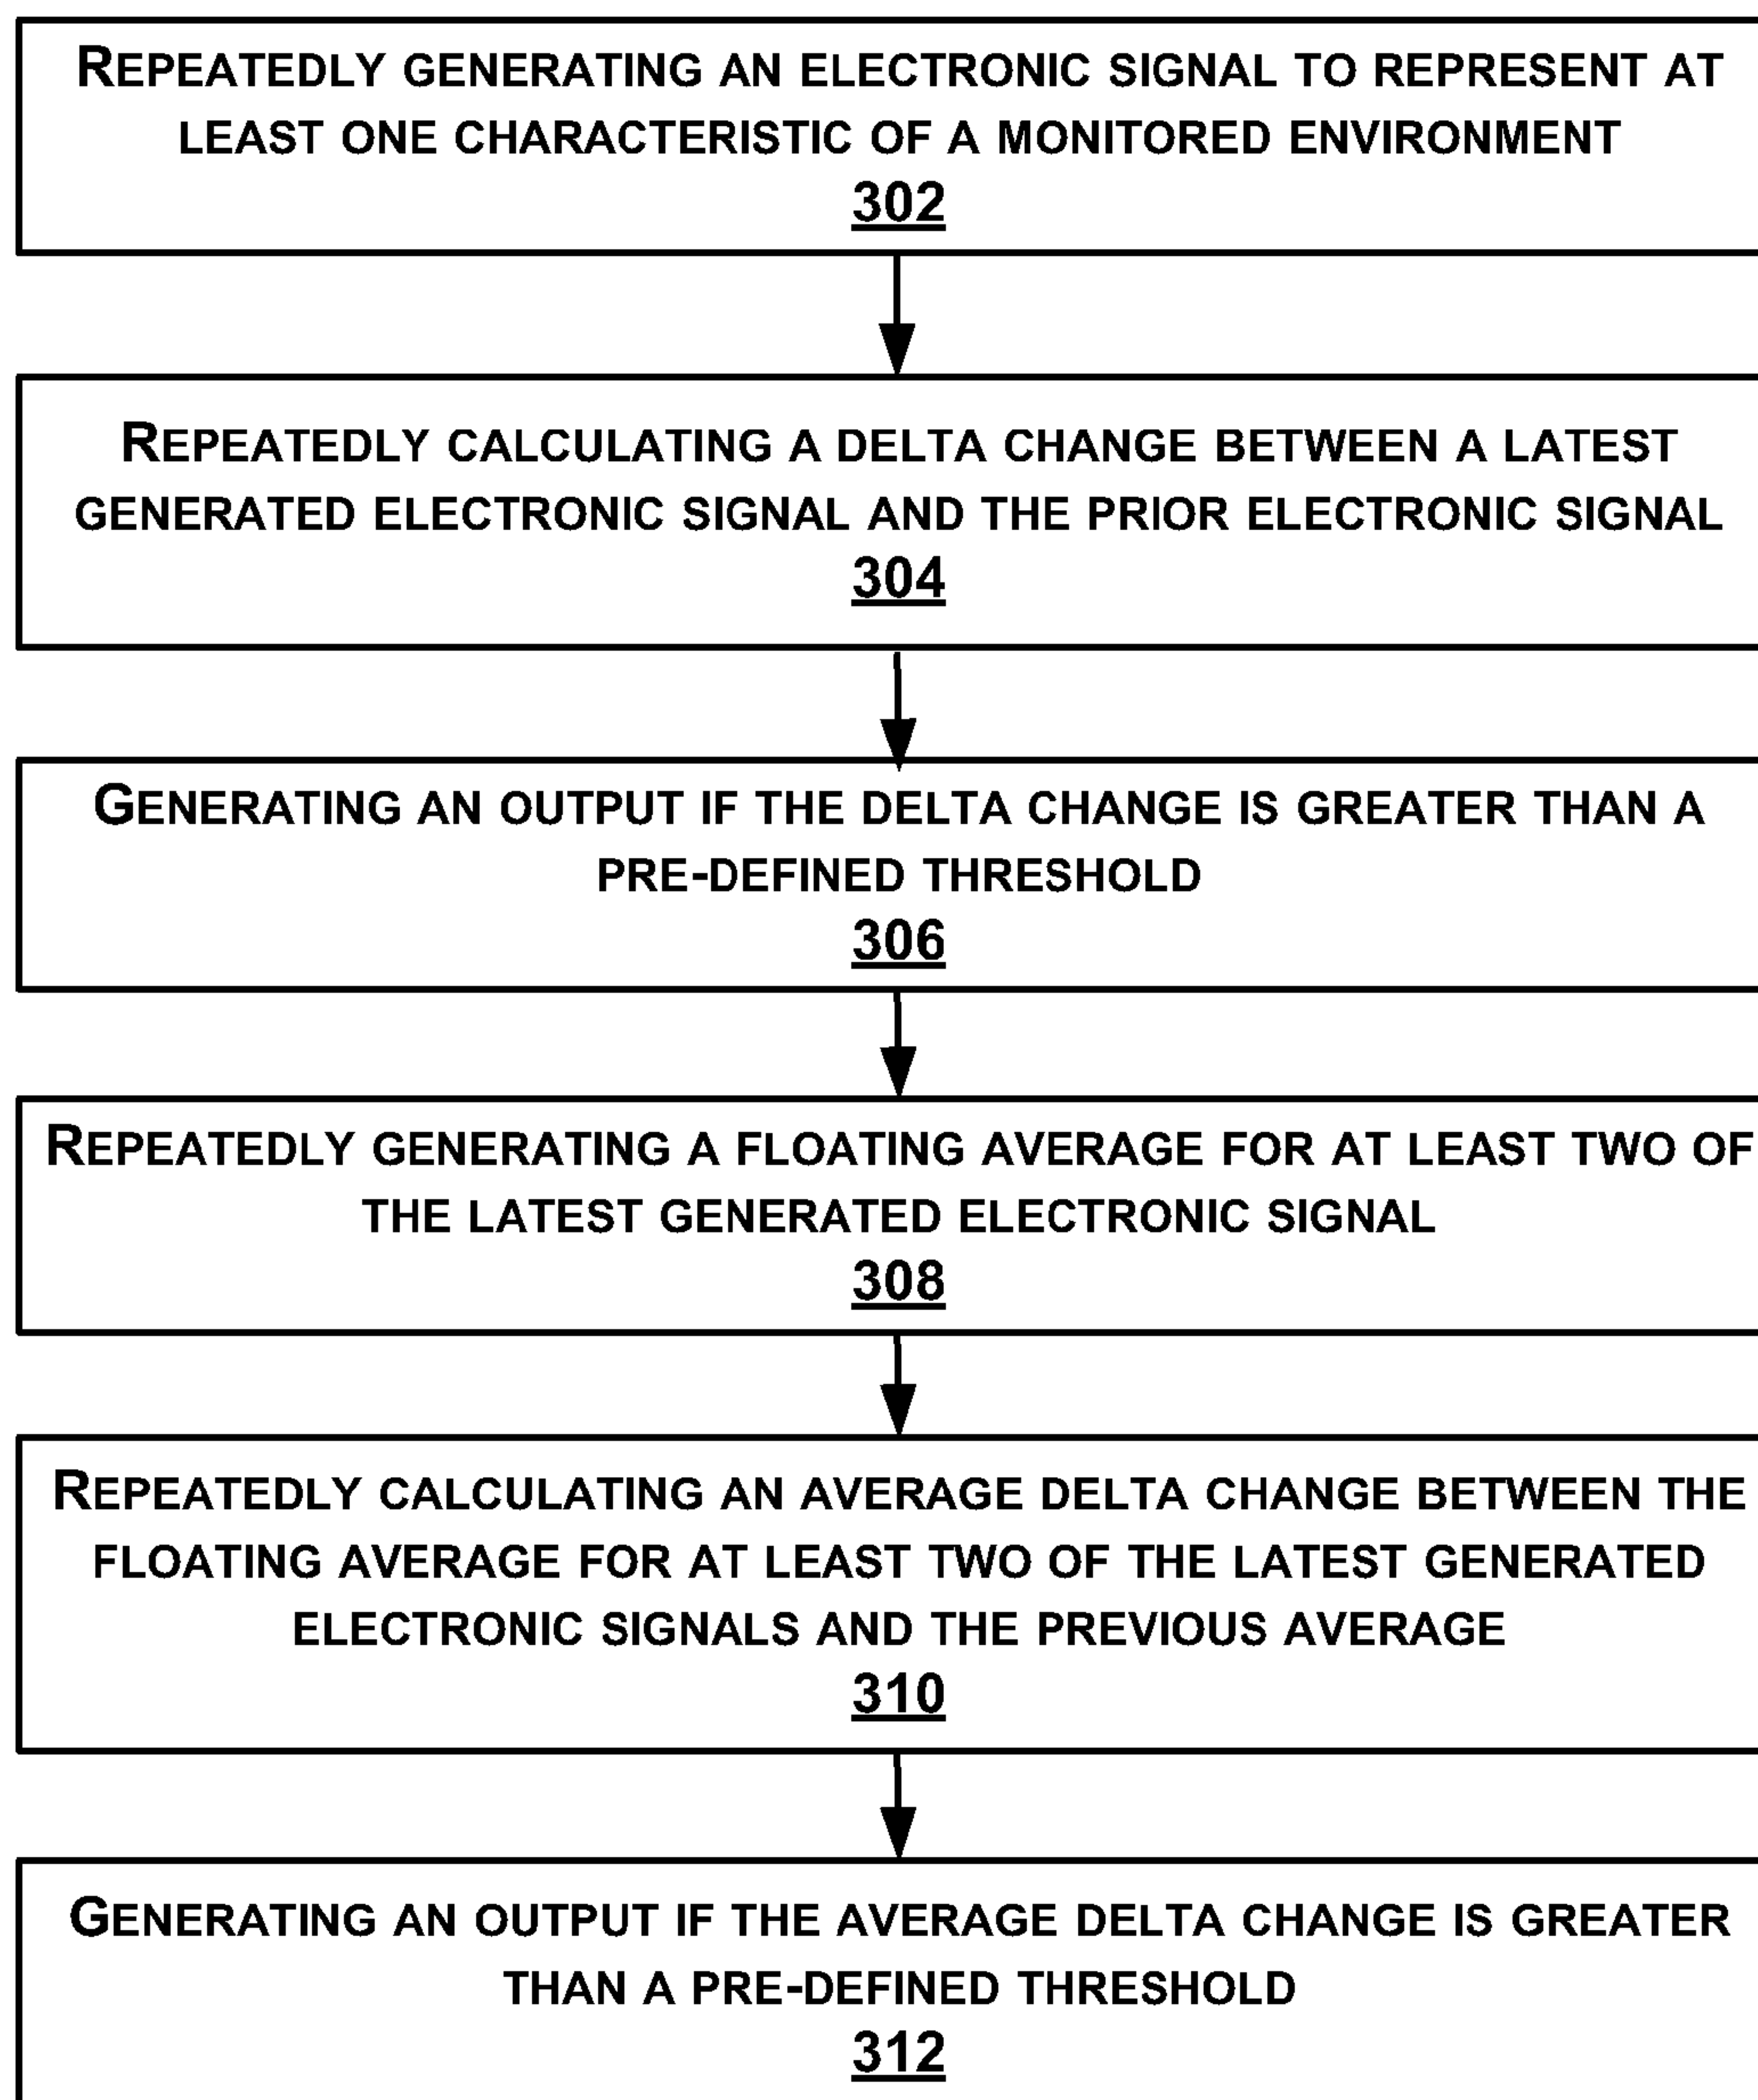 REPEATEDLY GENERATING AN ELECTRONIC SIGNAL TO REPRESENT AT
LEAST ONE CHARACTERISTIC OF A MONITORED ENVIRONMENT
302
REPEATEDLY CALCULATING A DELTA CHANGE BETWEEN A LATEST
GENERATED ELECTRONIC SIGNAL AND THE PRIOR ELECTRONIC SIGNAL
304
GENERATING AN OUTPUT IF THE DELTA CHANGE IS GREATER THAN A
PRE-DEFINED THRESHOLD
306
REPEATEDLY GENERATING A FLOATING AVERAGE FOR AT LEAST TWO OF
THE LATEST GENERATED ELECTRONIC SIGNAL
308
REPEATEDLY CALCULATING AN AVERAGE DELTA CHANGE BETWEEN THE
FLOATING AVERAGE FOR AT LEAST TWO OF THE LATEST GENERATED
ELECTRONIC SIGNALS AND THE PREVIOUS AVERAGE
310
GENERATING AN OUTPUT IF THE AVERAGE DELTA CHANGE IS GREATER
THAN A PRE-DEFINED THRESHOLD
312